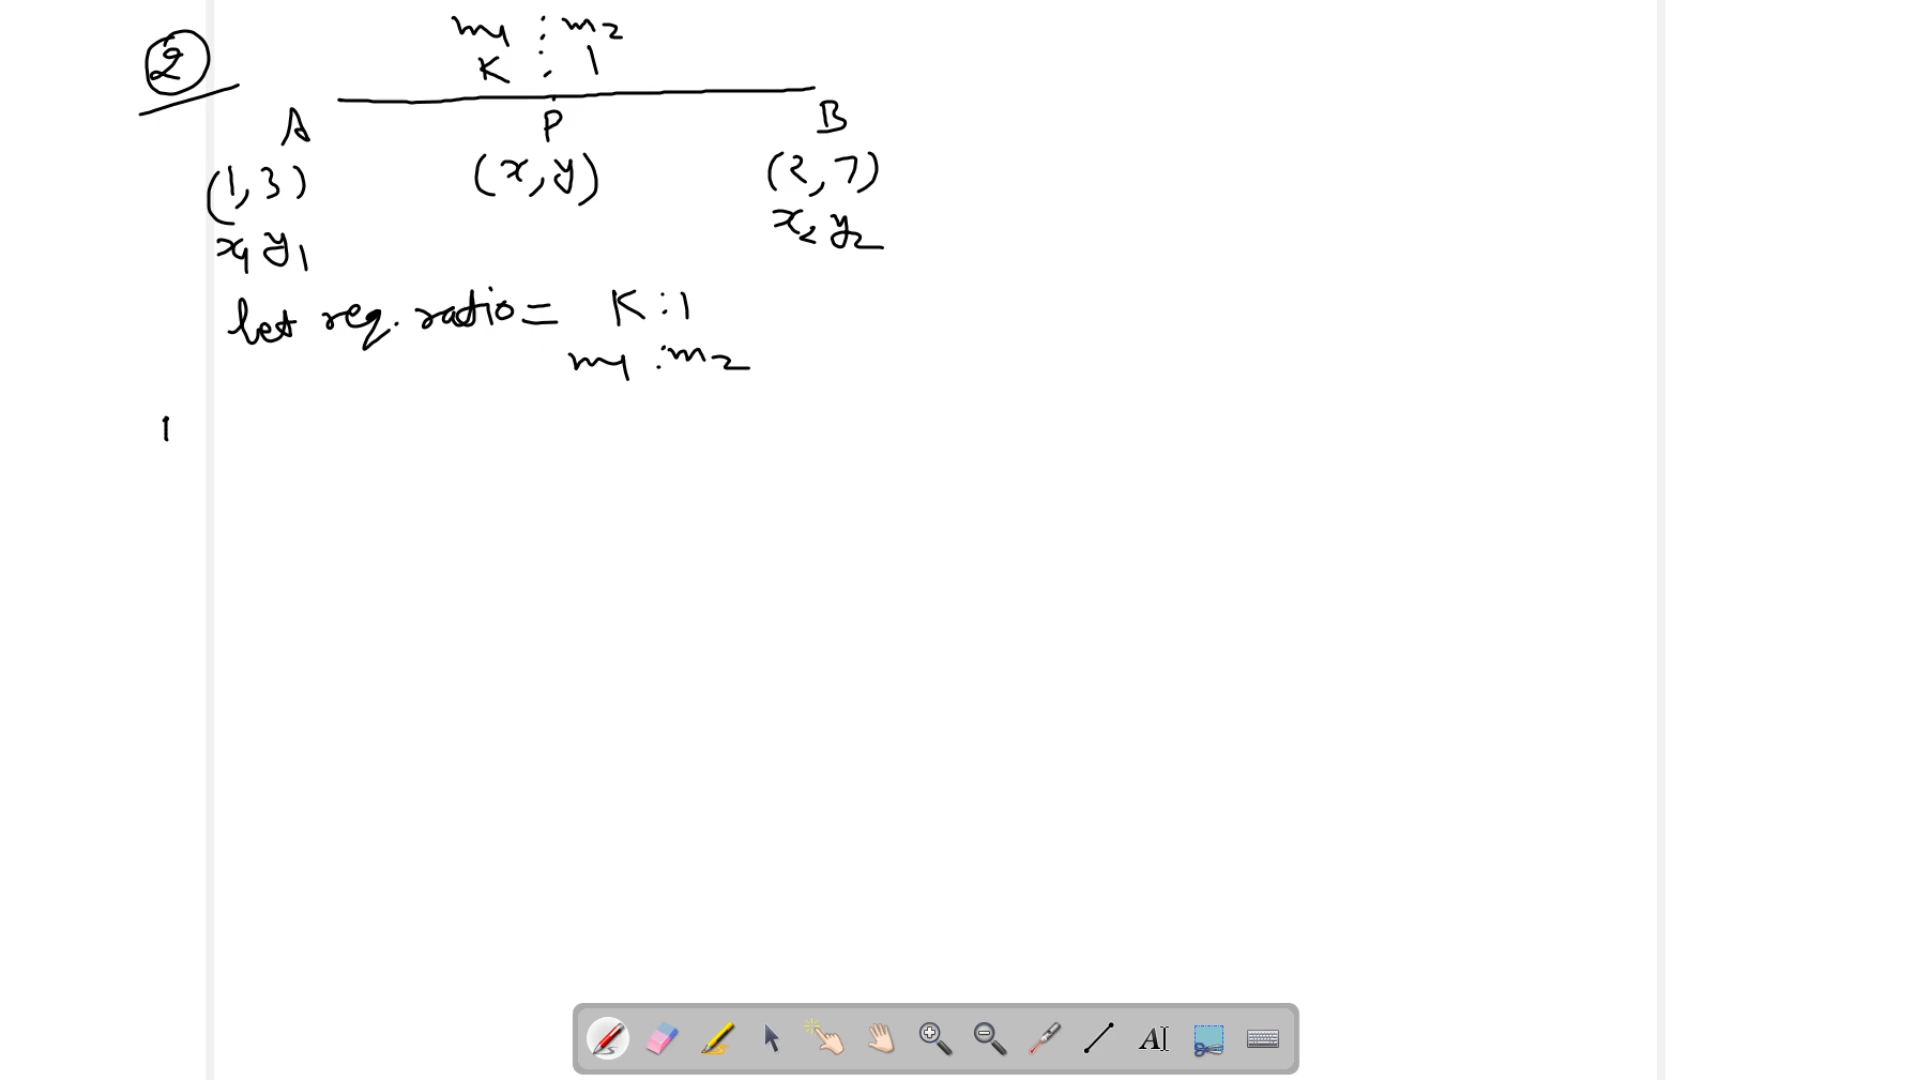 ② m1 : m2
K : 1
A P B
(1, 3) (x, y) (2, 7)
x1 y1 x2 y2
let req. ratio = K : 1
m1 : m2
1